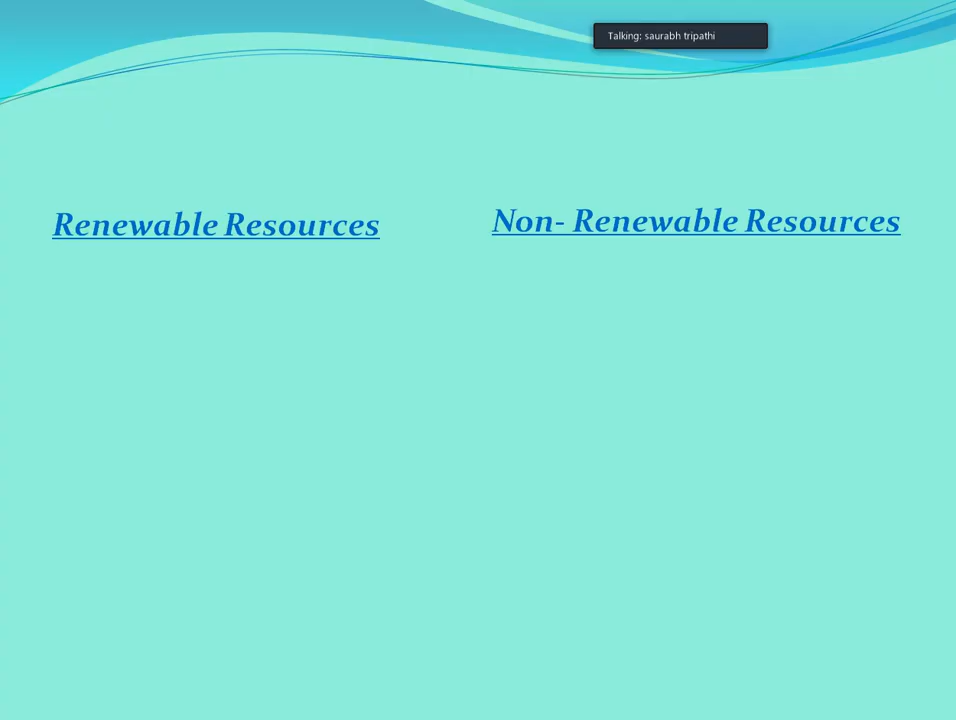 Talking: saurabh tripathi
Renewable Resources
Non- Renewable Resources